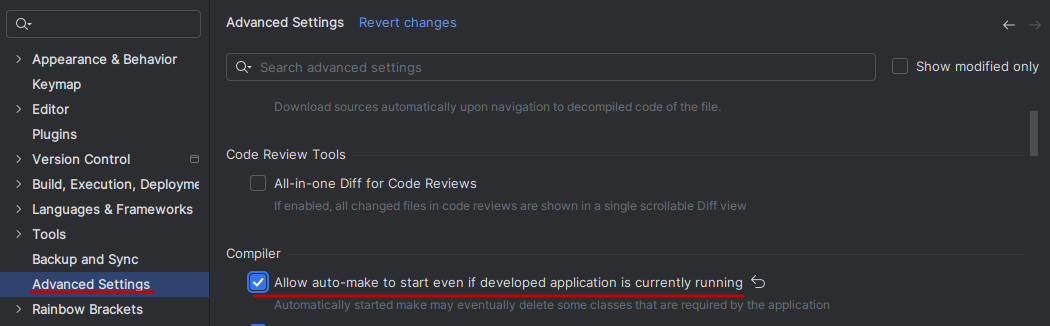 Advanced Settings Revert changes
Search advanced settings
Show modified only
Appearance & Behavior
Keymap
Editor
Plugins
Version Control
Build, Execution, Deployme
Languages & Frameworks
Tools
Backup and Sync
Advanced Settings
Rainbow Brackets
Download sources automatically upon navigation to decompiled code of the file.
Code Review Tools
All-in-one Diff for Code Reviews
If enabled, all changed files in code reviews are shown in a single scrollable Diff view
Compiler
Allow auto-make to start even if developed application is currently running
Automatically started make may eventually delete some classes that are required by the application